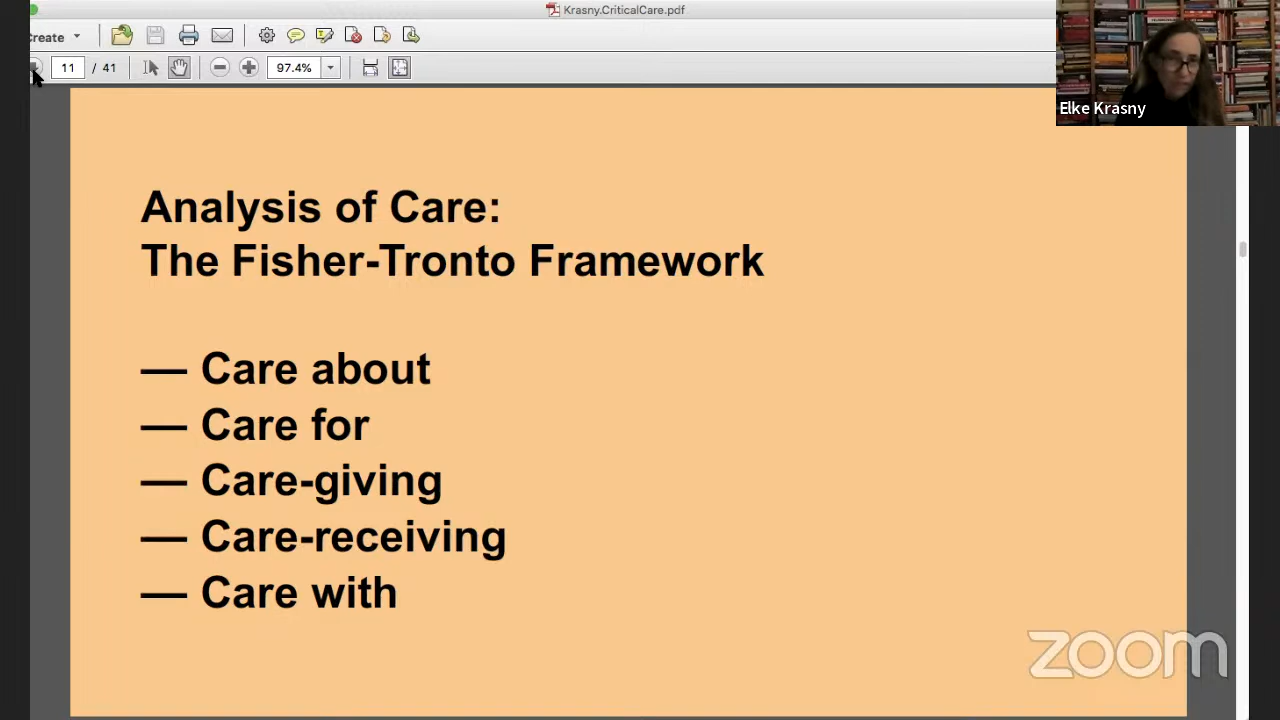 Krasny.CriticalCare.pdf
reate
11 / 41
97.4%
Elke Krasny
Analysis of Care:
The Fisher-Tronto Framework
— Care about
— Care for
— Care-giving
— Care-receiving
— Care with
zoom